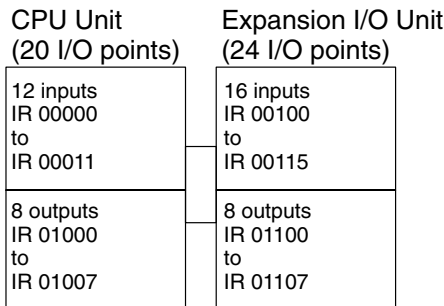 CPU Unit
(20 I/O points)
Expansion I/O Unit
(24 I/O points)
12 inputs
IR 00000
to
IR 00011
16 inputs
IR 00100
to
IR 00115
8 outputs
IR 01000
to
IR 01007
8 outputs
IR 01100
to
IR 01107